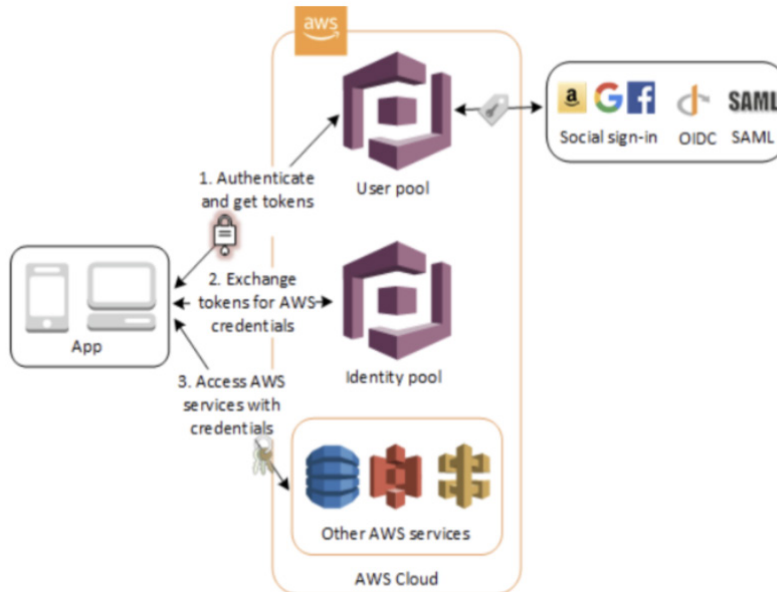 aws
a
G
f
SAML
Social sign-in
OIDC
SAML
1. Authenticate
and get tokens
User pool
2. Exchange
tokens for AWS
credentials
App
Identity pool
3. Access AWS
services with
credentials
Other AWS services
AWS Cloud